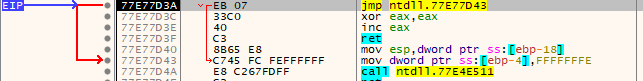 EIP 77E77D3A EB 07 jmp ntdll.77E77D43
77E77D3C 33C0 xor eax,eax
77E77D3E 40 inc eax
77E77D3F C3 ret
77E77D40 8B65 E8 mov esp,dword ptr ss:[ebp-18]
77E77D43 C745 FC FEFFFFFF mov dword ptr ss:[ebp-4],FFFFFFFE
77E77D4A E8 C267FDFF call ntdll.77E4E511